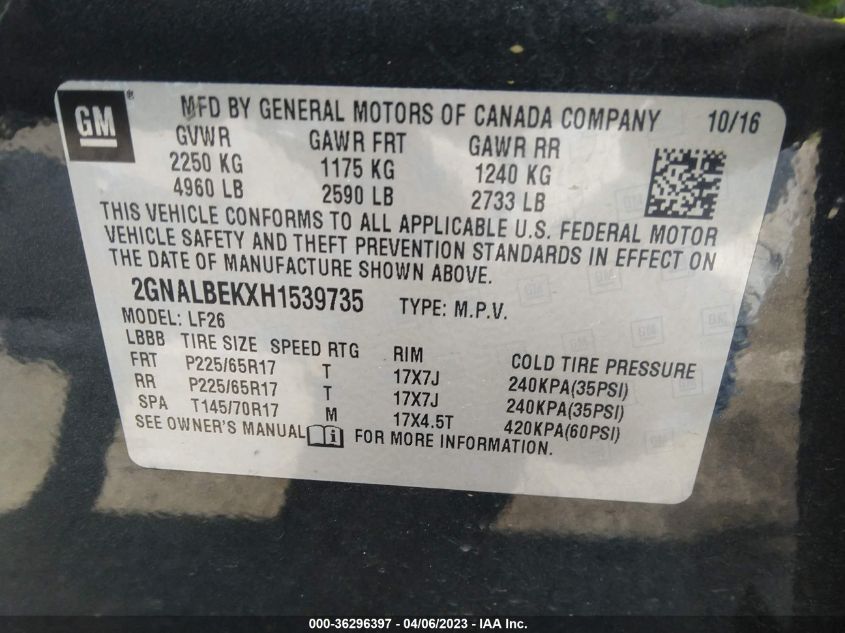 GM®
MFD BY GENERAL MOTORS OF CANADA COMPANY 10/16
GVWR GAWR FRT GAWR RR
2250 KG 1175 KG 1240 KG
4960 LB 2590 LB 2733 LB
THIS VEHICLE CONFORMS TO ALL APPLICABLE U.S. FEDERAL MOTOR
VEHICLE SAFETY AND THEFT PREVENTION STANDARDS IN EFFECT ON
THE DATE OF MANUFACTURE SHOWN ABOVE.
2GNALBEKXH1539735 TYPE: M.P.V.
MODEL: LF26
LBBB TIRE SIZE SPEED RTG RIM COLD TIRE PRESSURE
FRT P225/65R17 T 17X7J 240KPA(35PSI)
RR P225/65R17 T 17X7J 240KPA(35PSI)
SPA T145/70R17 M 17X4.5T 420KPA(60PSI)
SEE OWNER'S MANUAL FOR MORE INFORMATION.
000-36296397 - 04/06/2023 - IAA Inc.